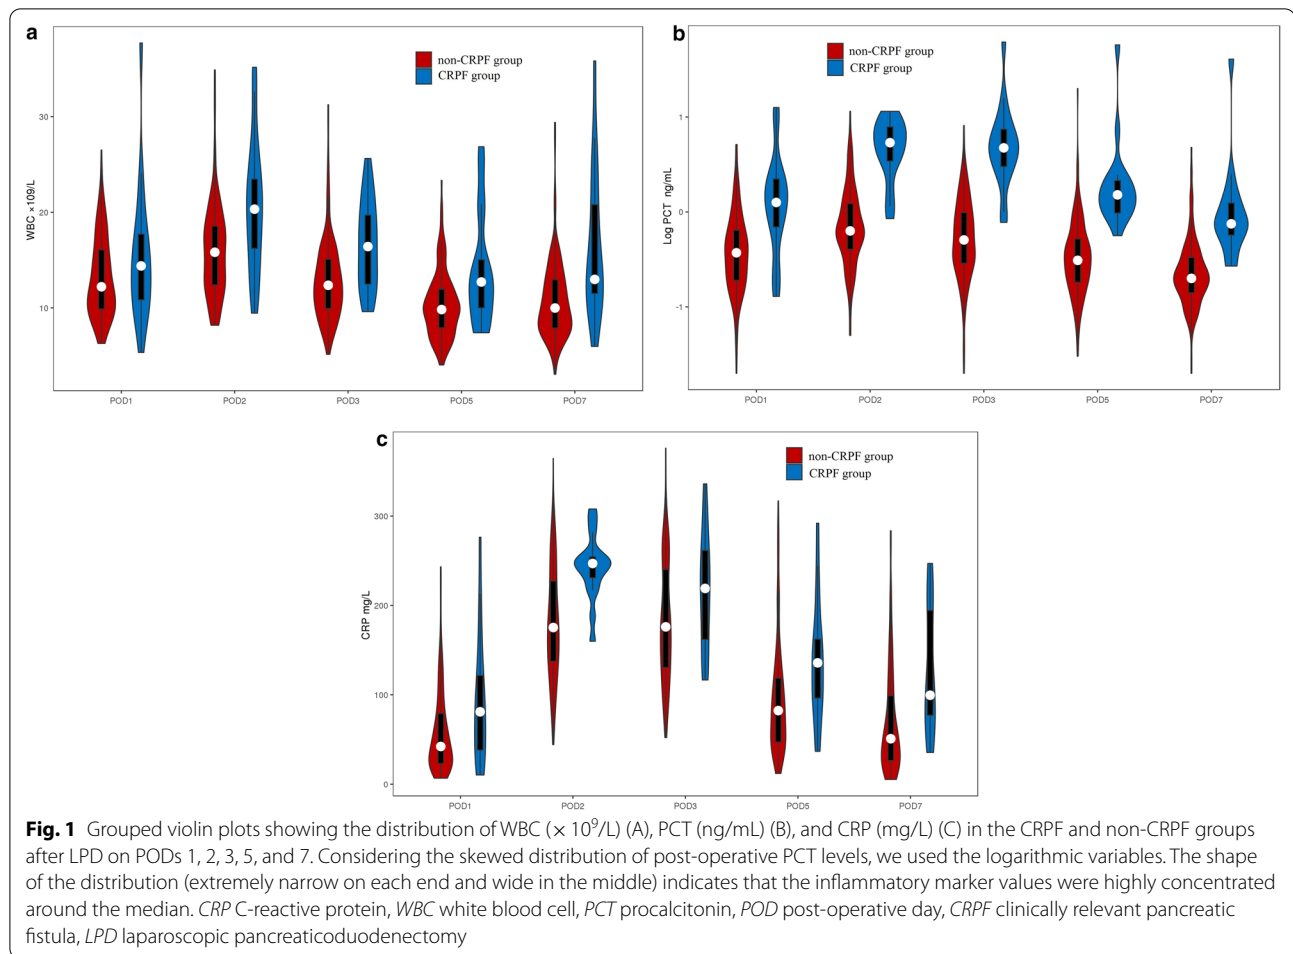 a
non-CRPF group
CRPF group
WBC ×109/L
30
20
10
POD1 POD2 POD3 POD5 POD7
b
non-CRPF group
CRPF group
Log PCT ng/mL
1
0
-1
POD1 POD2 POD3 POD5 POD7
c
non-CRPF group
CRPF group
CRP mg/L
300
200
100
0
POD1 POD2 POD3 POD5 POD7
Fig. 1 Grouped violin plots showing the distribution of WBC (× 10⁹/L) (A), PCT (ng/mL) (B), and CRP (mg/L) (C) in the CRPF and non-CRPF groups
after LPD on PODs 1, 2, 3, 5, and 7. Considering the skewed distribution of post-operative PCT levels, we used the logarithmic variables. The shape
of the distribution (extremely narrow on each end and wide in the middle) indicates that the inflammatory marker values were highly concentrated
around the median. CRP C-reactive protein, WBC white blood cell, PCT procalcitonin, POD post-operative day, CRPF clinically relevant pancreatic
fistula, LPD laparoscopic pancreaticoduodenectomy